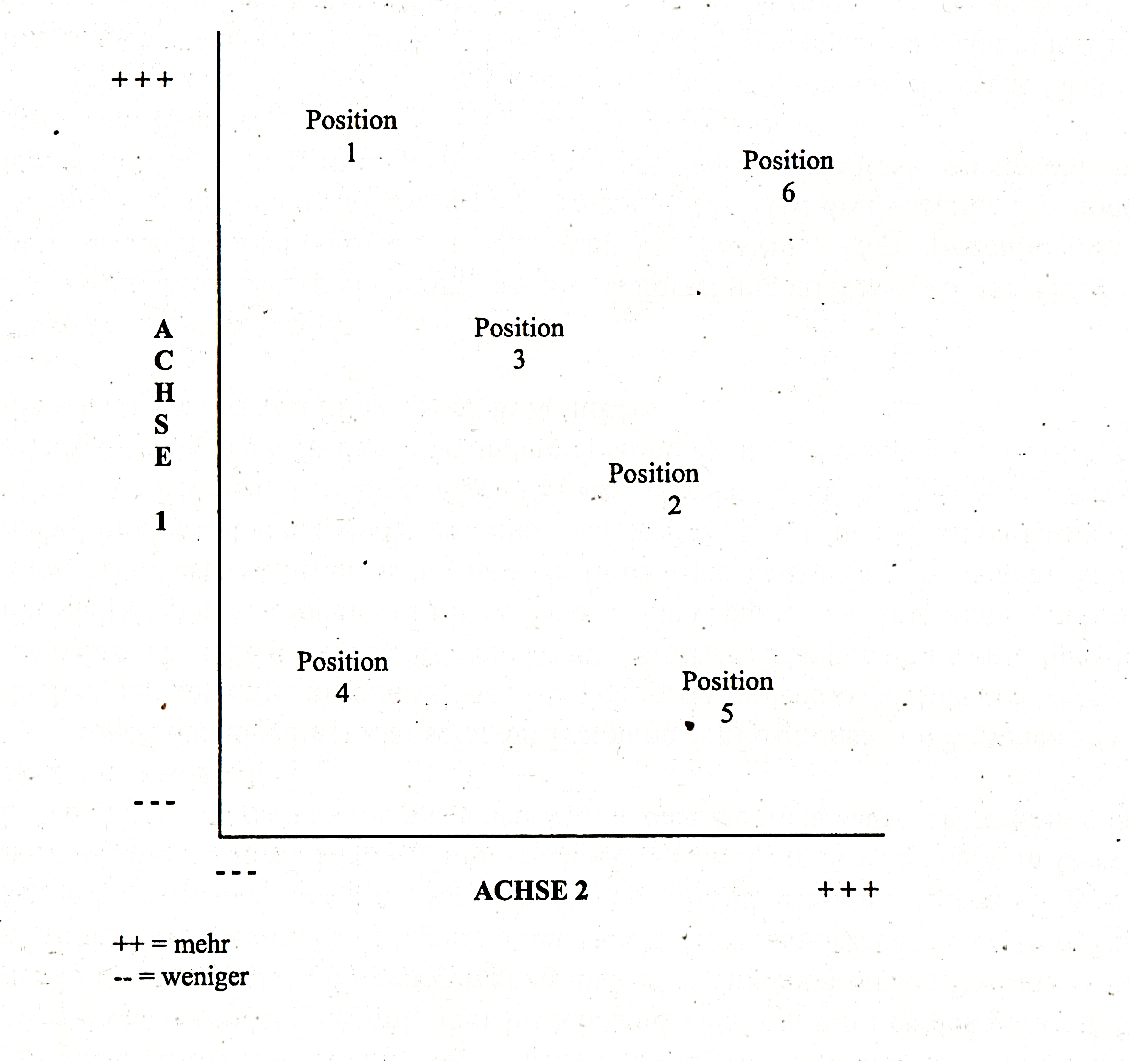 +++
Position
1
Position
6
A
C
H
S
E
1
Position
3
Position
2
Position
4
Position
5
---
---
ACHSE 2
+++
++ = mehr
-- = weniger